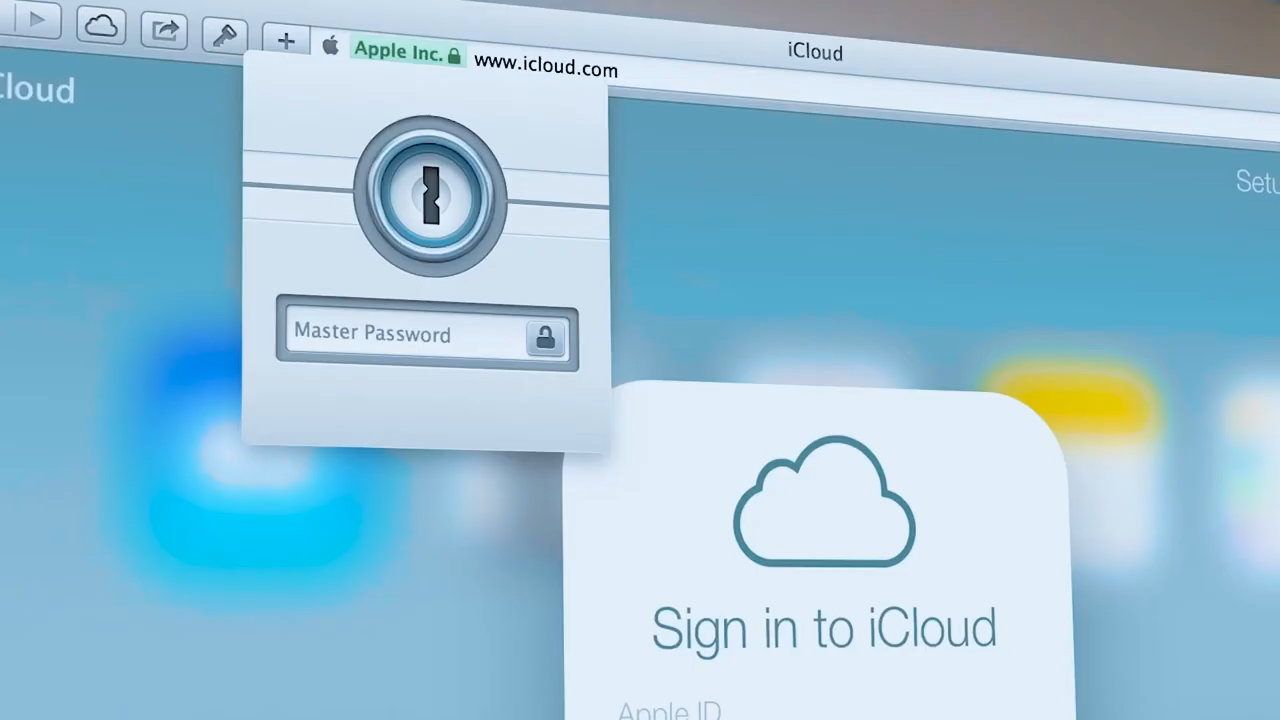 iCloud
Apple Inc. www.icloud.com
Cloud
Setu
Master Password
Sign in to iCloud
Apple ID